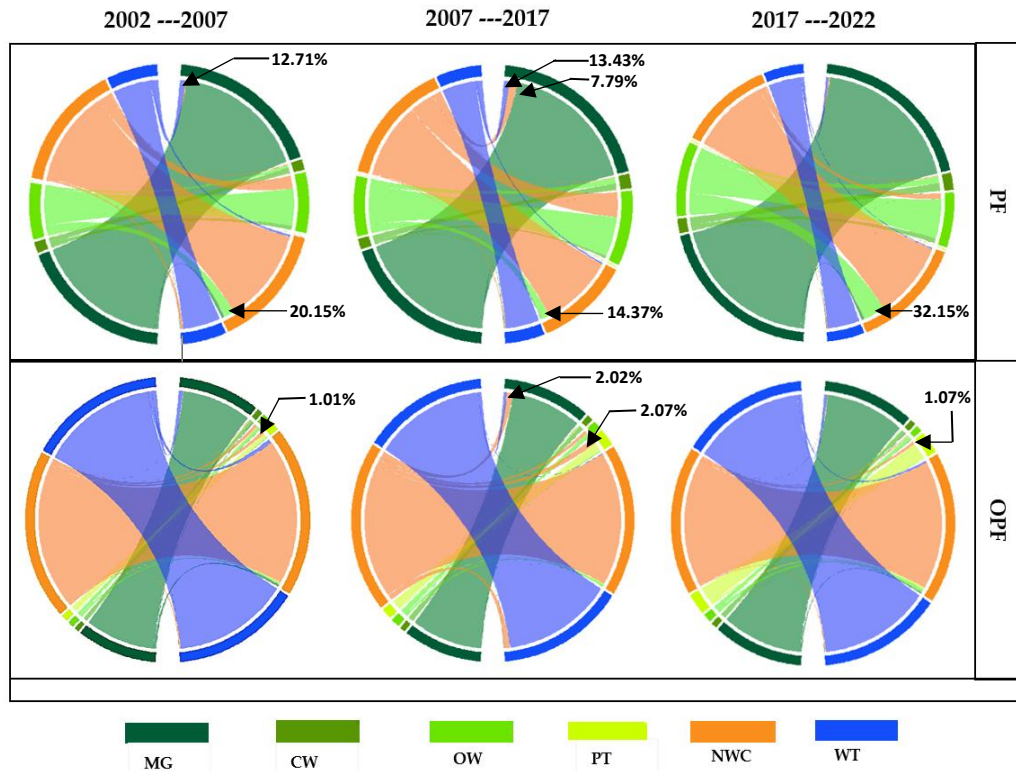 2002 ---2007 2007 ---2017 2017 ---2022
12.71% 13.43%
7.79%
PF
20.15% 14.37% 32.15%
1.01% 2.02% 1.07%
2.07%
OPF
MG CW OW PT NWC WT